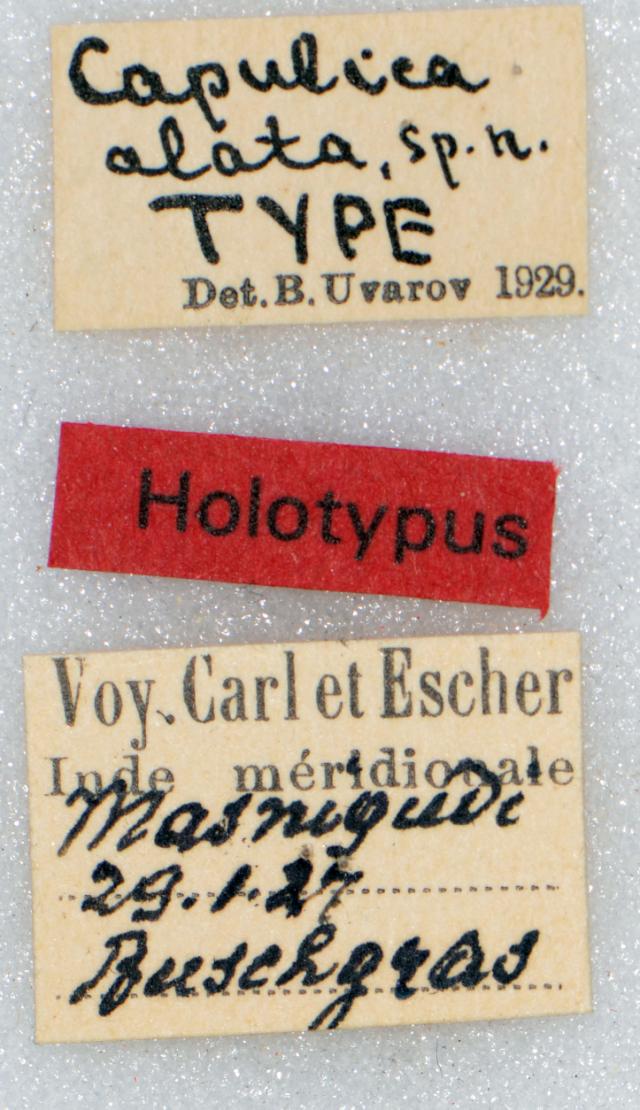 Capulica
alata, sp. n.
TYPE
Det. B. Uvarov 1929.
Holotypus
Voy. Carl et Escher
Inde méridionale
Masnigudi
29.1.27
Buschgras